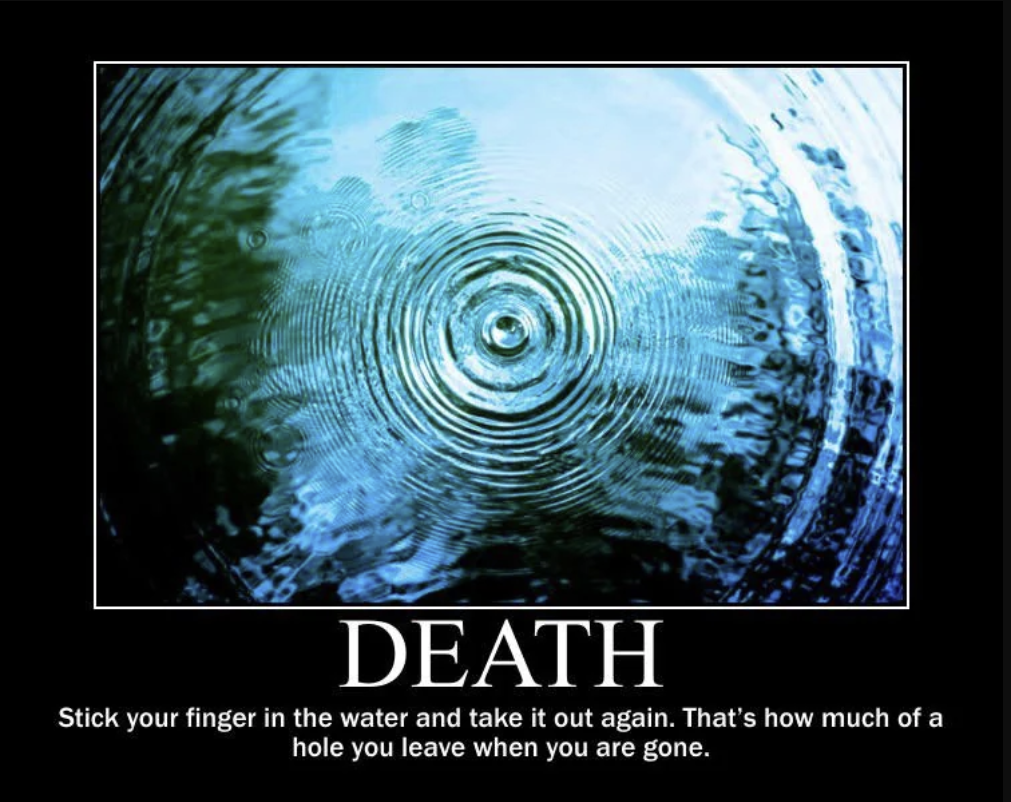 DEATH
Stick your finger in the water and take it out again. That’s how much of a
hole you leave when you are gone.